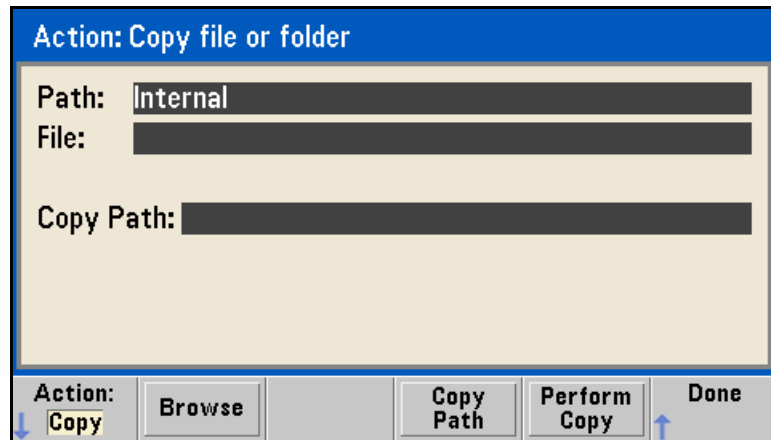 Action: Copy file or folder
Path: Internal
File:
Copy Path:
Action:
Copy
Browse
Copy
Path
Perform
Copy
Done